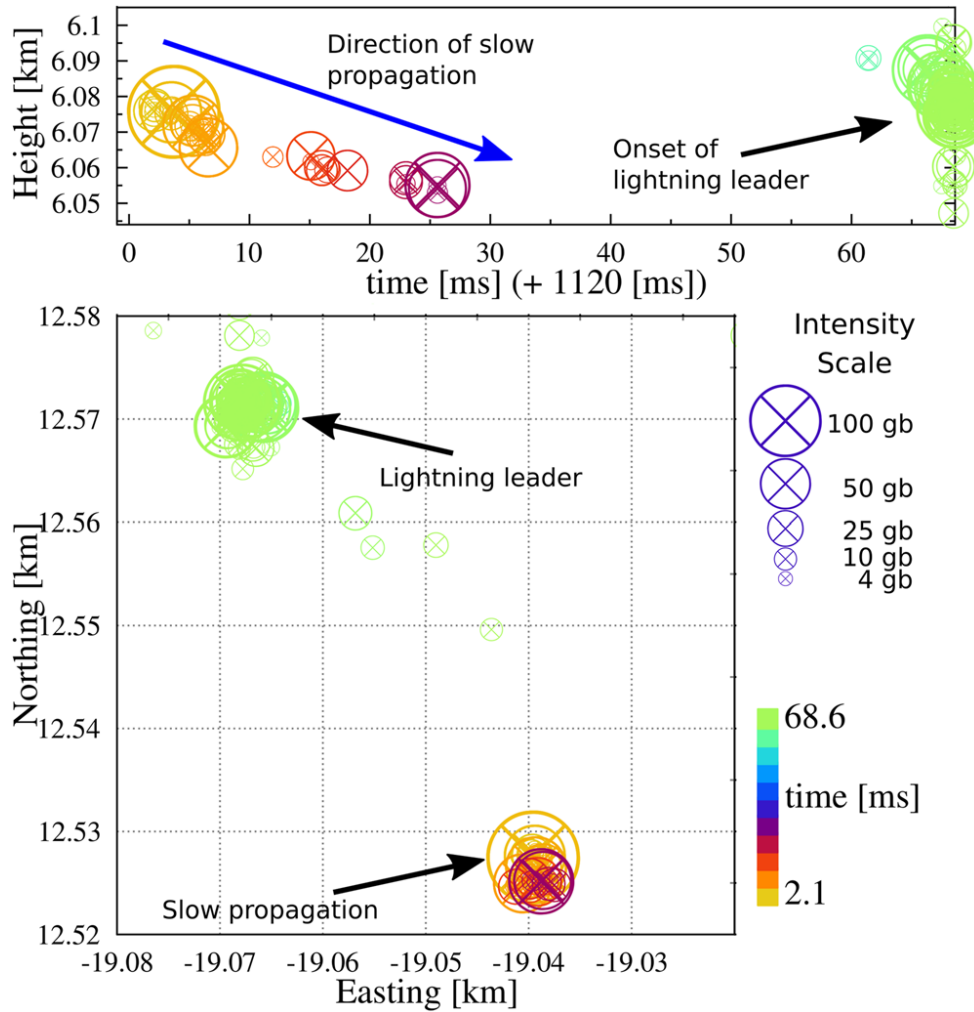 6.1
6.09
6.08
6.07
6.06
6.05
Height [km]
Direction of slow
propagation
Onset of
lightning leader
0
10
20
30
40
50
60
time [ms] (+ 1120 [ms])
12.58
12.57
12.56
12.55
12.54
12.53
12.52
Northing [km]
Lightning leader
Slow propagation
-19.08
-19.07
-19.06
-19.05
-19.04
-19.03
Easting [km]
Intensity
Scale
100 gb
50 gb
25 gb
10 gb
4 gb
68.6
time [ms]
2.1